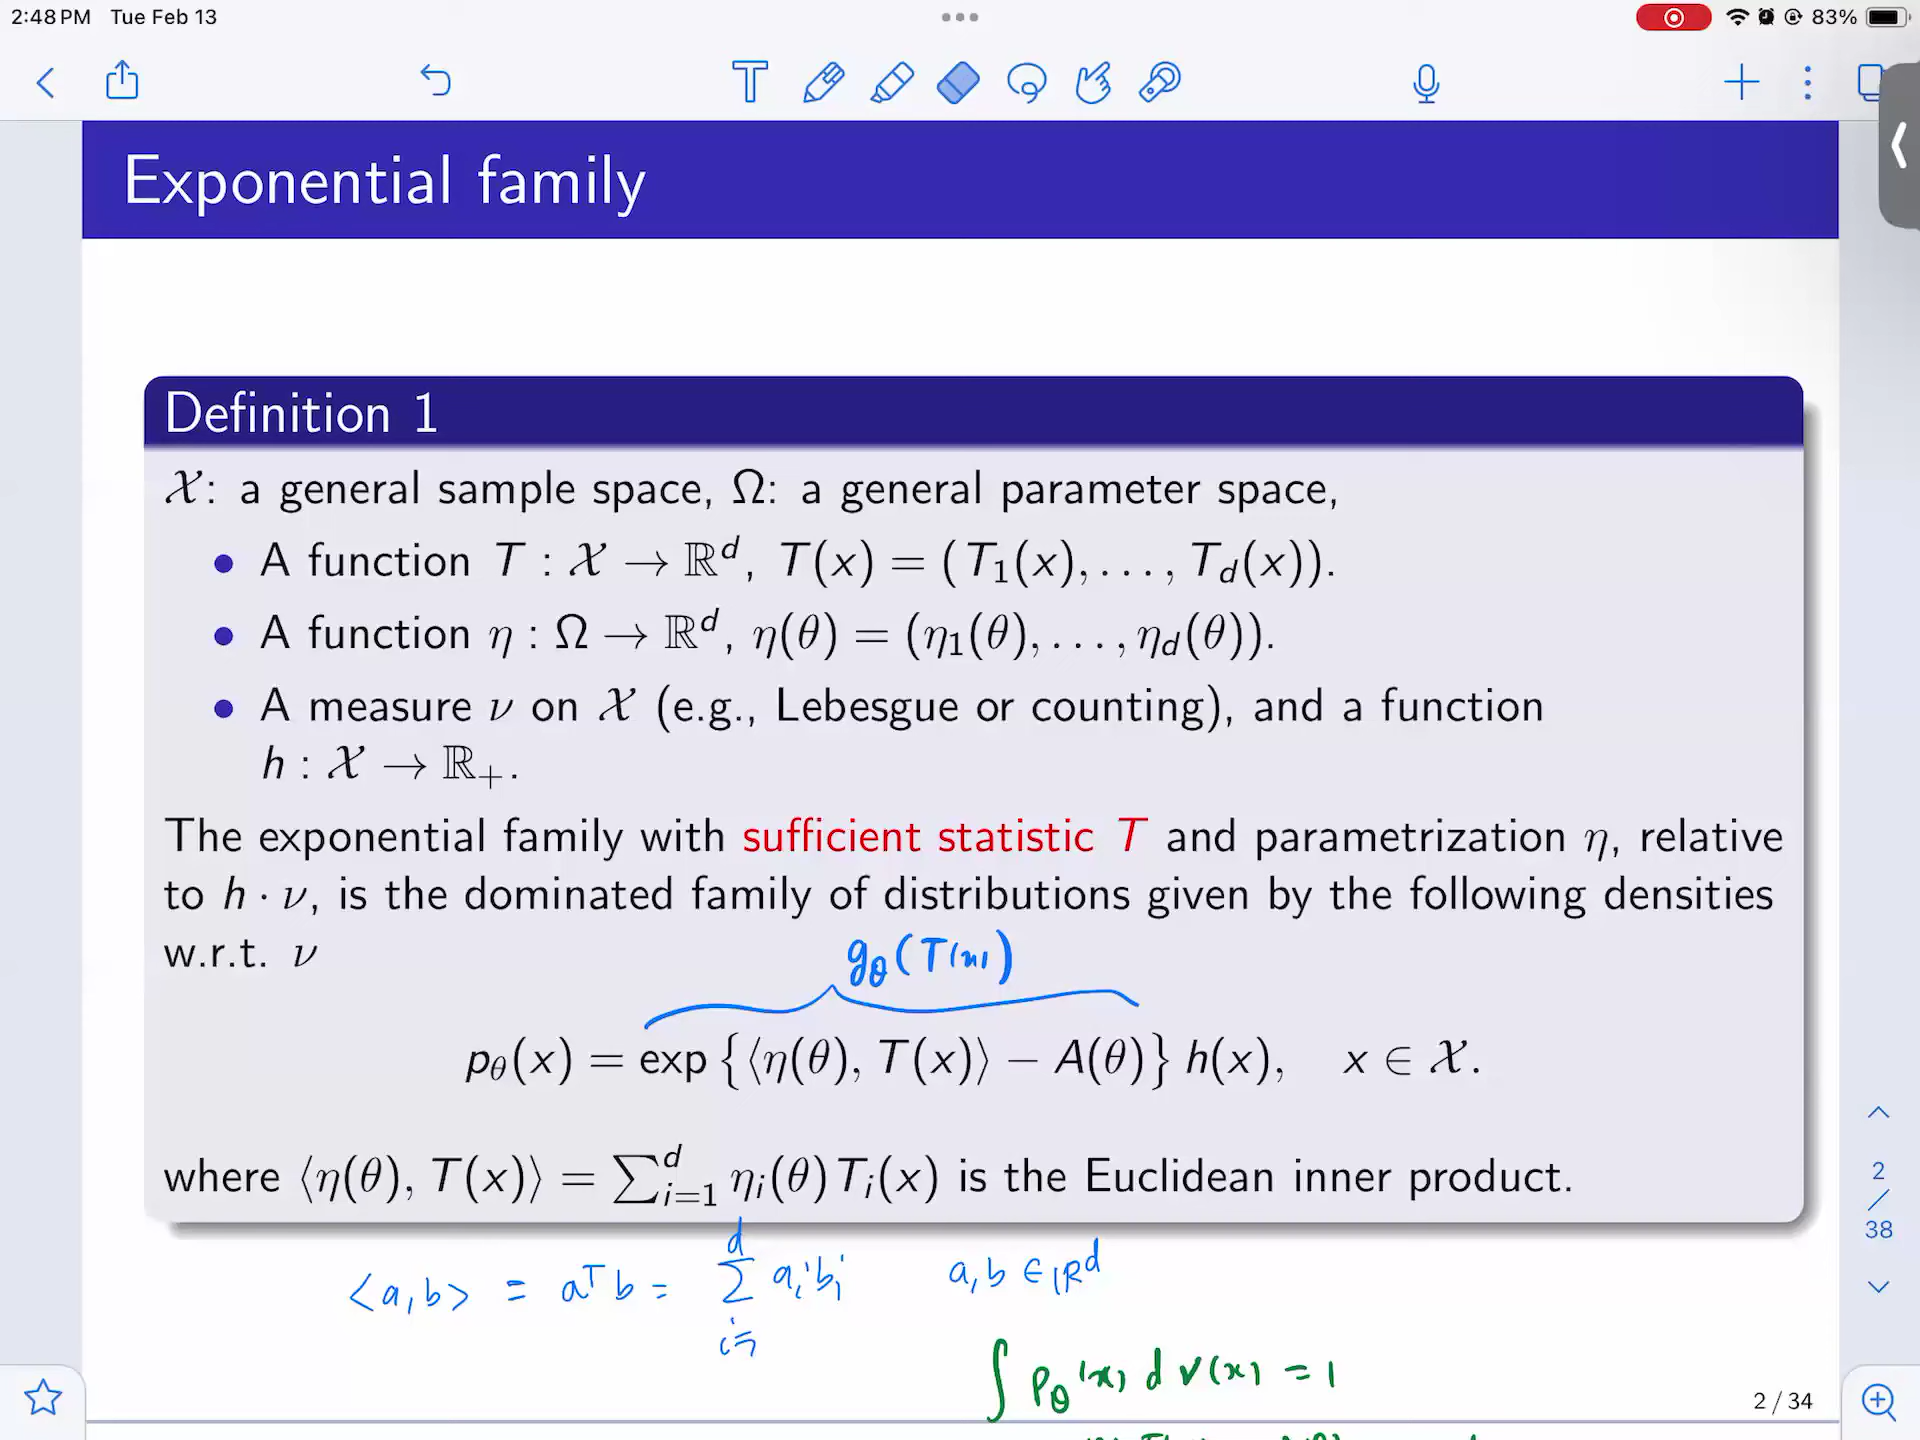 2:48 PM Tue Feb 13
83%
Exponential family
Definition 1
𝒳: a general sample space, Ω: a general parameter space,
• A function T : 𝒳 → ℝ^d, T(x) = (T_1(x), . . . , T_d(x)).
• A function η : Ω → ℝ^d, η(θ) = (η_1(θ), . . . , η_d(θ)).
• A measure ν on 𝒳 (e.g., Lebesgue or counting), and a function
h : 𝒳 → ℝ_+.
The exponential family with sufficient statistic T and parametrization η, relative
to h · ν, is the dominated family of distributions given by the following densities
w.r.t. ν
g_θ(T(x))
p_θ(x) = exp {⟨η(θ), T(x)⟩ − A(θ)} h(x), x ∈ 𝒳.
where ⟨η(θ), T(x)⟩ = ∑_{i=1}^d η_i(θ)T_i(x) is the Euclidean inner product.
<a,b> = a^T b = ∑_{i=1}^d a_i b_i a,b ∈ ℝ^d
∫ p_θ(x) d ν(x) = 1
2 / 34
2
/
38